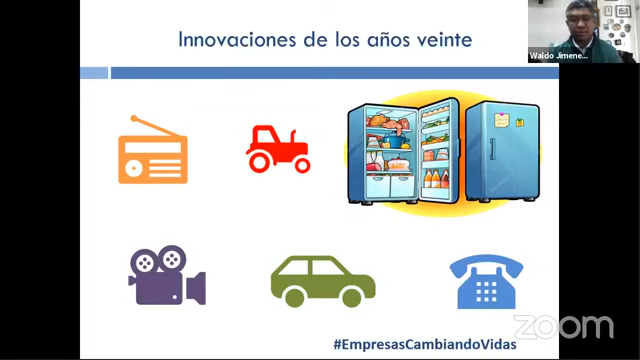 Innovaciones de los años veinte
Waldo Jimene...
#EmpresasCambiandoVidas
zoom